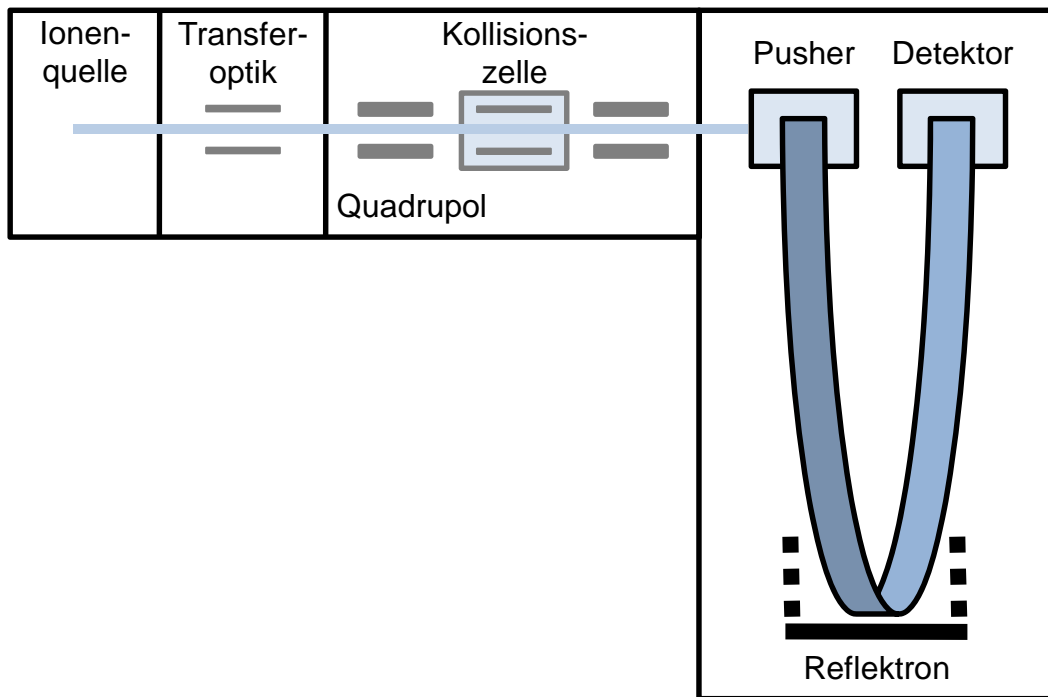 Ionen-
quelle
Transfer-
optik
Kollisions-
zelle
Quadrupol
Pusher
Detektor
Reflektron